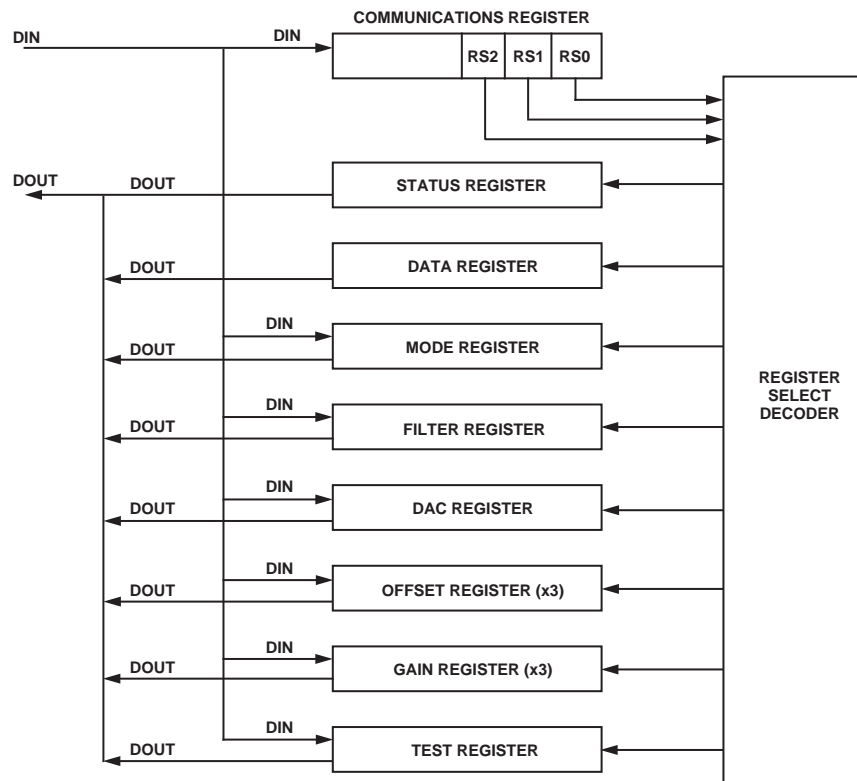 COMMUNICATIONS REGISTER
DIN
DIN
RS2 RS1 RS0
DOUT
DOUT
STATUS REGISTER
DOUT
DATA REGISTER
DIN
DOUT
MODE REGISTER
REGISTER
SELECT
DECODER
DIN
DOUT
FILTER REGISTER
DIN
DOUT
DAC REGISTER
DIN
DOUT
OFFSET REGISTER (x3)
DIN
DOUT
GAIN REGISTER (x3)
DIN
DOUT
TEST REGISTER